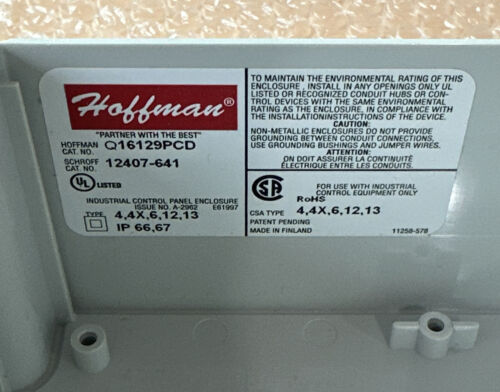 Hoffman®
"PARTNER WITH THE BEST"
HOFFMAN CAT. NO. Q16129PCD
SCHROFF CAT. NO. 12407-641
UL LISTED
INDUSTRIAL CONTROL PANEL ENCLOSURE
ISSUE NO. A-2962 E61997
TYPE 4,4X,6,12,13
IP 66,67
TO MAINTAIN THE ENVIRONMENTAL RATING OF THIS
ENCLOSURE , INSTALL IN ANY OPENINGS ONLY UL
LISTED OR RECOGNIZED CONDUIT HUBS OR CON-
TROL DEVICES WITH THE SAME ENVIRONMENTAL
RATING AS THE ENCLOSURE, IN COMPLIANCE WITH
THE INSTALLATIONINSTRUCTIONS OF THE DEVICE.
CAUTION:
NON-METALLIC ENCLOSURES DO NOT PROVIDE
GROUNDING BETWEEN CONDUIT CONNECTIONS,
USE GROUNDING BUSHINGS AND JUMPER WIRES.
ATTENTION:
ON DOIT ASSURER LA CONTINUITÉ
ÉLECTRIQUE ENTRE LES CONDUITS.
SA® FOR USE WITH INDUSTRIAL
CONTROL EQUIPMENT ONLY
RoHS
CSA TYPE 4,4X,6,12,13
PATENT PENDING
MADE IN FINLAND 11258-578